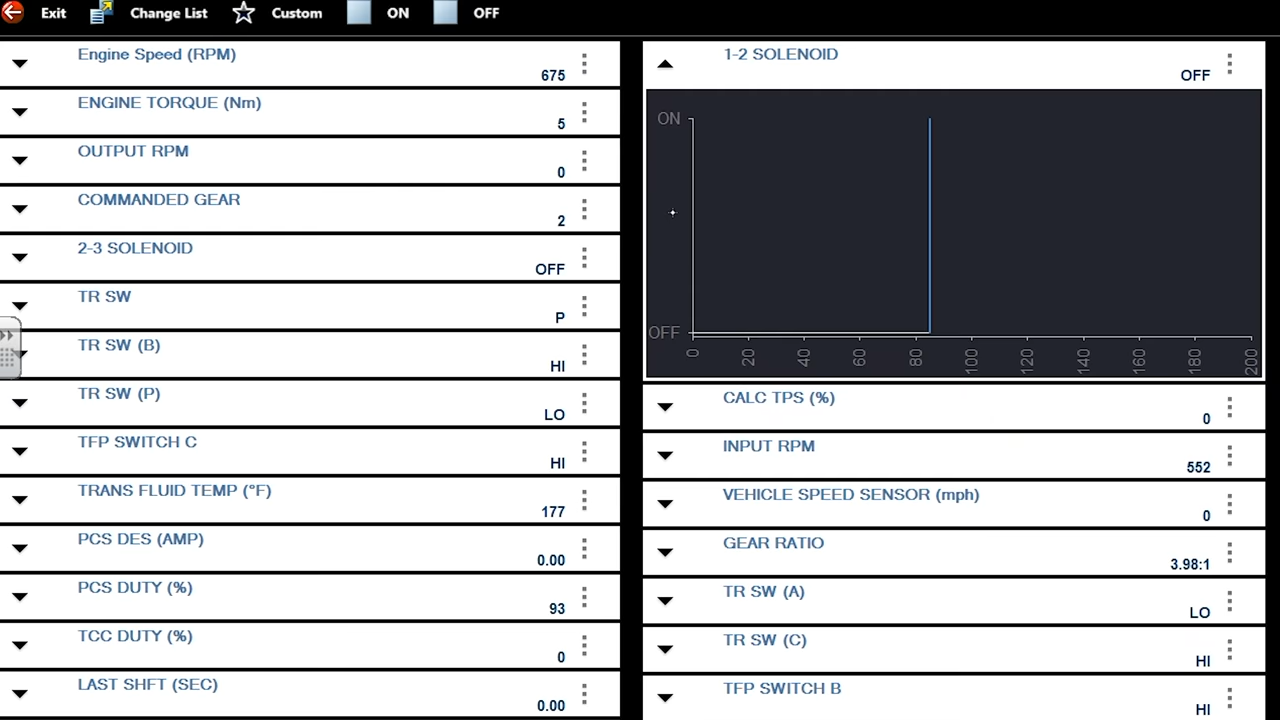 Exit Change List Custom ON OFF
Engine Speed (RPM)
675
ENGINE TORQUE (Nm)
5
OUTPUT RPM
0
COMMANDED GEAR
2
2-3 SOLENOID
OFF
TR SW
P
TR SW (B)
HI
TR SW (P)
LO
TFP SWITCH C
HI
TRANS FLUID TEMP (°F)
177
PCS DES (AMP)
0.00
PCS DUTY (%)
93
TCC DUTY (%)
0
LAST SHFT (SEC)
0.00
1-2 SOLENOID
OFF
ON
OFF
0 20 40 60 80 100 120 140 160 180 200
CALC TPS (%)
0
INPUT RPM
552
VEHICLE SPEED SENSOR (mph)
0
GEAR RATIO
3.98:1
TR SW (A)
LO
TR SW (C)
HI
TFP SWITCH B
HI